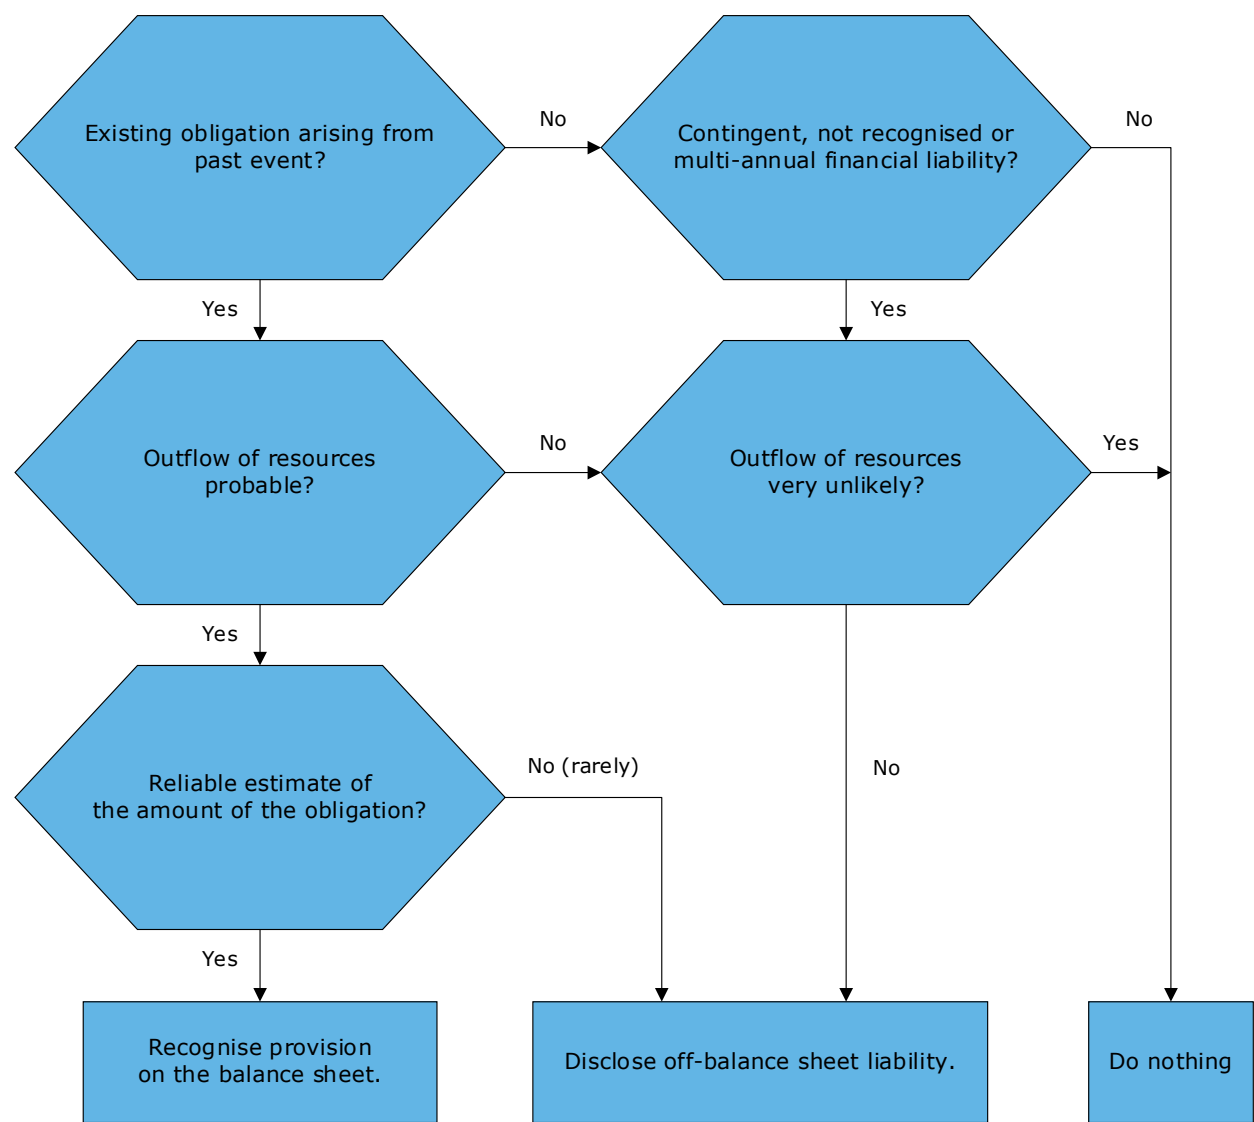 Existing obligation arising from
past event?
No
Contingent, not recognised or
multi-annual financial liability?
No
Yes
Yes
Outflow of resources
probable?
No
Outflow of resources
very unlikely?
Yes
Yes
Reliable estimate of
the amount of the obligation?
No (rarely)
No
Yes
Recognise provision
on the balance sheet.
Disclose off-balance sheet liability.
Do nothing